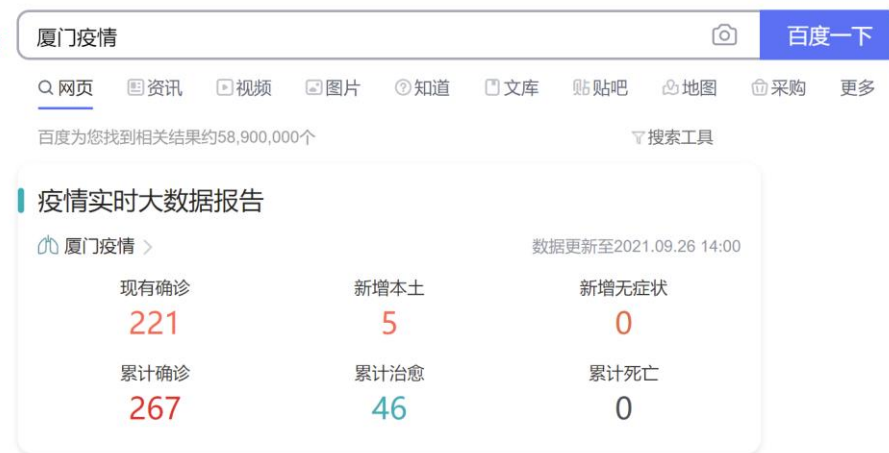 厦门疫情 百度一下
网页 资讯 视频 图片 知道 文库 贴吧 地图 采购 更多
百度为您找到相关结果约58,900,000个 搜索工具
疫情实时大数据报告
厦门疫情 数据更新至2021.09.26 14:00
现有确诊 新增本土 新增无症状
221 5 0
累计确诊 累计治愈 累计死亡
267 46 0